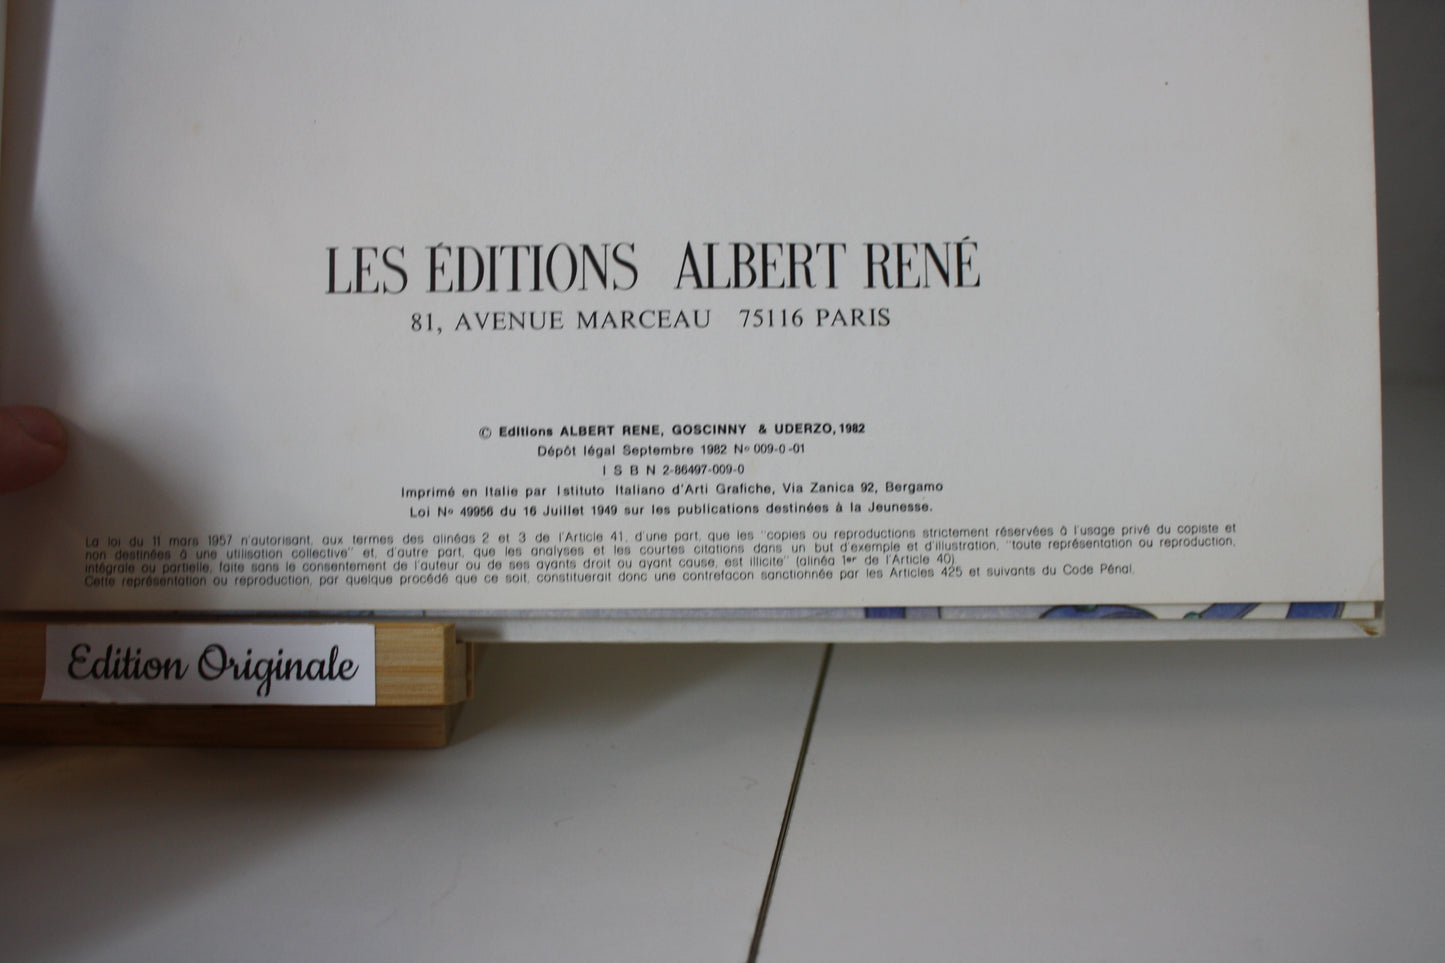 LES ÉDITIONS ALBERT RENÉ
81, AVENUE MARCEAU 75116 PARIS
© Editions ALBERT RENE, GOSCINNY & UDERZO, 1982
Dépôt légal Septembre 1982 Nº 009-0-01
I S B N 2-86497-009-0
Imprimé en Italie par Istituto Italiano d'Arti Grafiche, Via Zanica 92, Bergamo
Loi Nº 49956 du 16 Juillet 1949 sur les publications destinées à la Jeunesse.
La loi du 11 mars 1957 n'autorisant, aux termes des alinéas 2 et 3 de l'Article 41, d'une part, que les "copies ou reproductions strictement réservées à l'usage privé du copiste et
non destinées à une utilisation collective" et, d'autre part, que les analyses et les courtes citations dans un but d'exemple et d'illustration, "toute représentation ou reproduction,
intégrale ou partielle, faite sans le consentement de l'auteur ou de ses ayants droit ou ayant cause, est illicite" (alinéa 1er de l'Article 40).
Cette représentation ou reproduction, par quelque procédé que ce soit, constituerait donc une contrefacon sanctionnée par les Articles 425 et suivants du Code Pénal.
Edition Originale